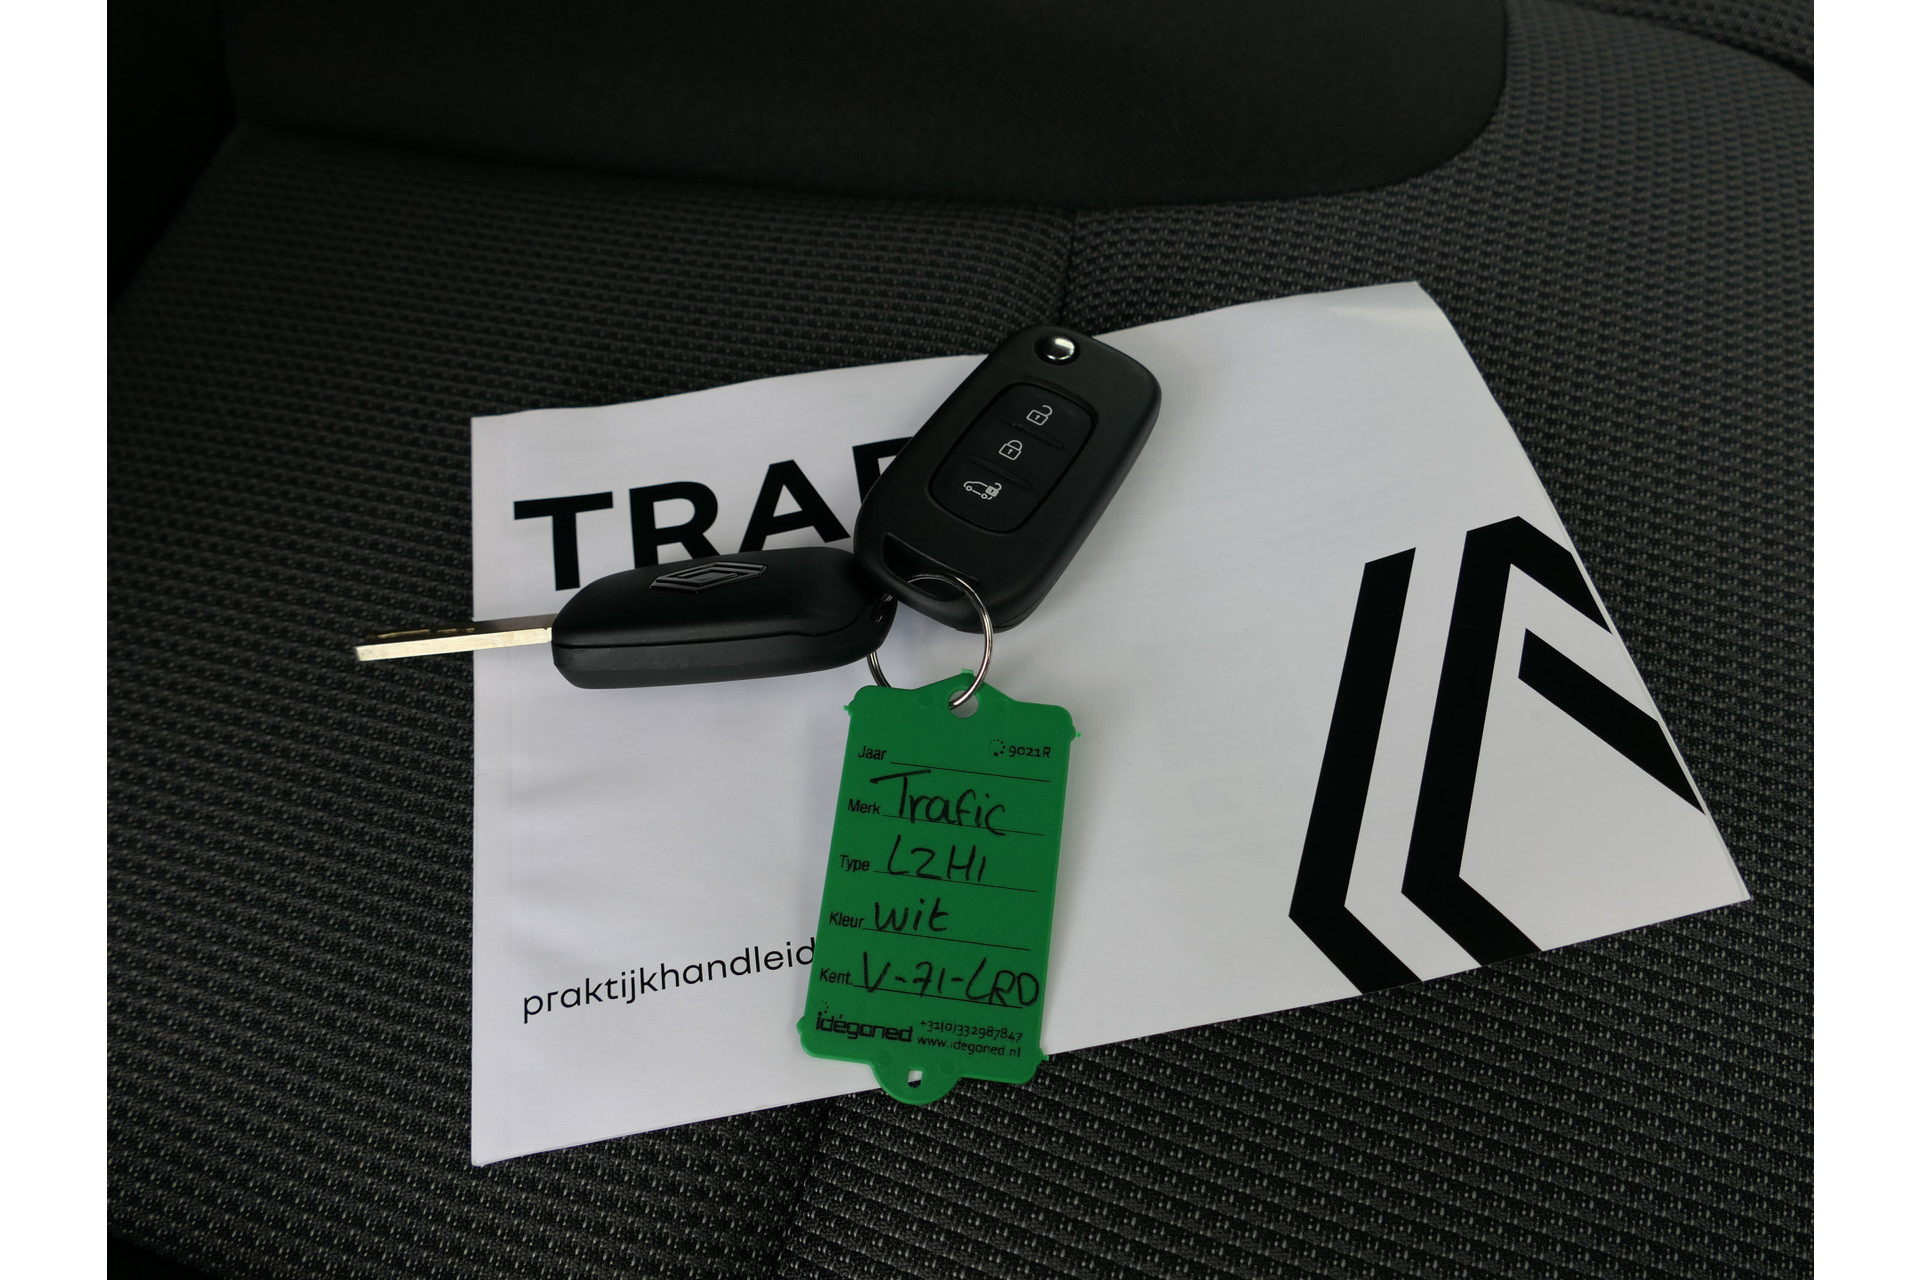 TRAF
praktijkhandleid
Jaar 9021R
Merk Trafic
Type L2H1
Kleur wit
Kent. V-71-LRD
idégoned +31(0)332987847
www.idegoned.nl